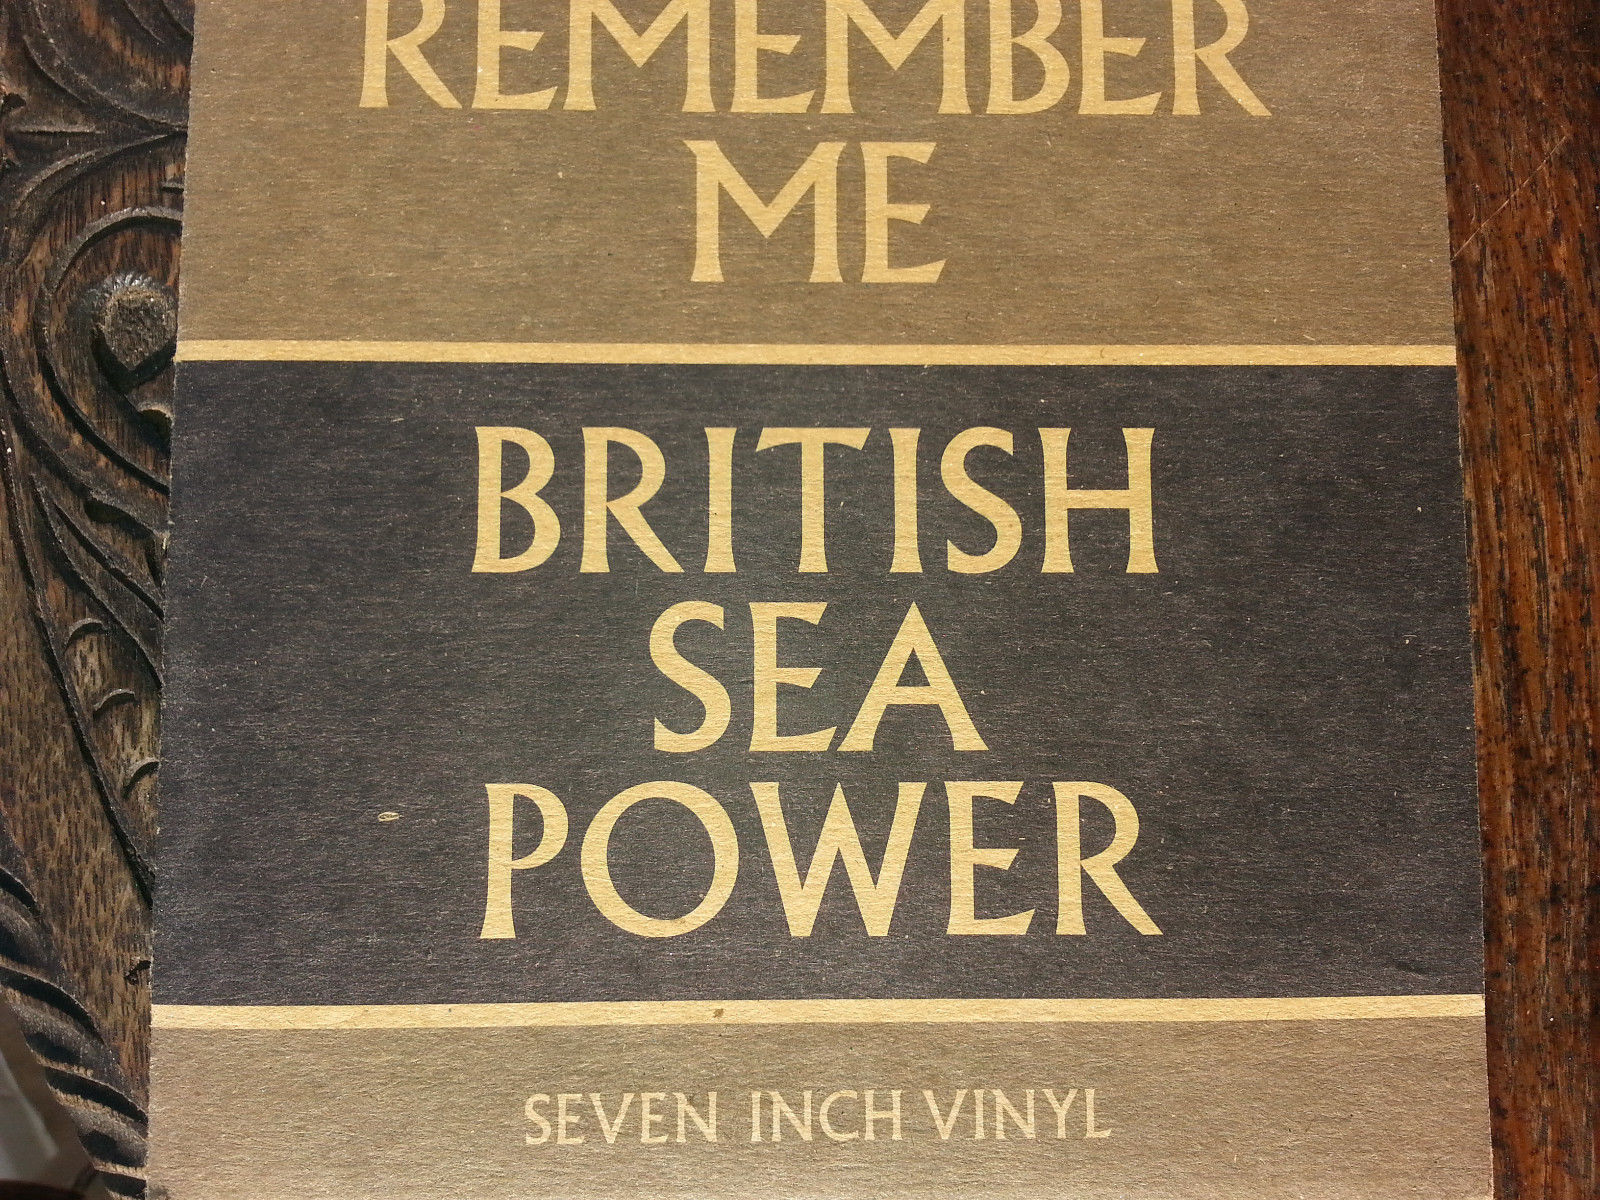 REMEMBER
ME
BRITISH
SEA
POWER
SEVEN INCH VINYL